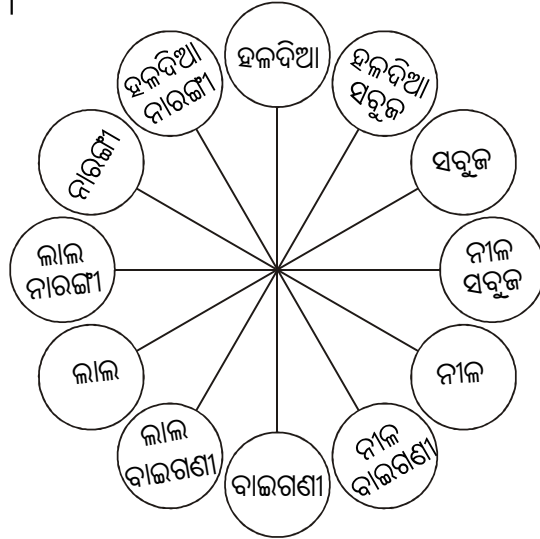 ହଳଦିଆ
ହଳଦିଆ
ସବୁଜ
ସବୁଜ
ନୀଳ
ସବୁଜ
ନୀଳ
ନୀଳ
ବାଇଗଣୀ
ବାଇଗଣୀ
ଲାଲ
ବାଇଗଣୀ
ଲାଲ
ଲାଲ
ନାରଙ୍ଗୀ
ନାରଙ୍ଗୀ
ହଳଦିଆ
ନାରଙ୍ଗୀ